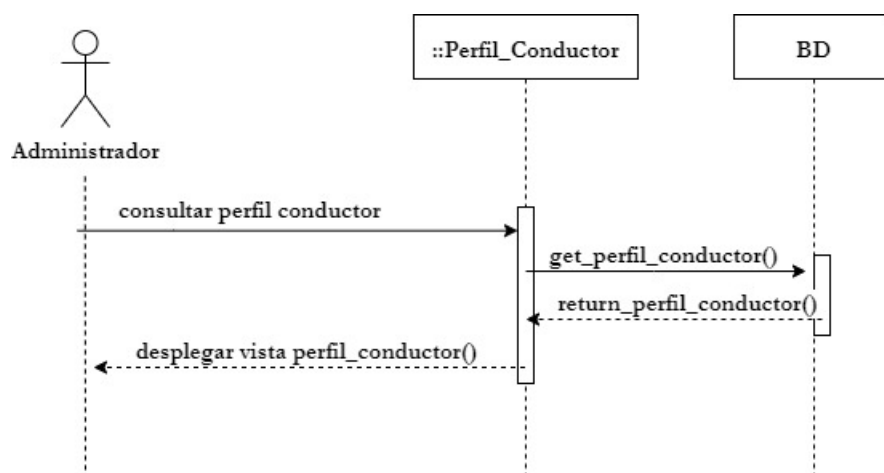 ::Perfil_Conductor
BD
Administrador
consultar perfil conductor
get_perfil_conductor()
return_perfil_conductor()
desplegar vista perfil_conductor()